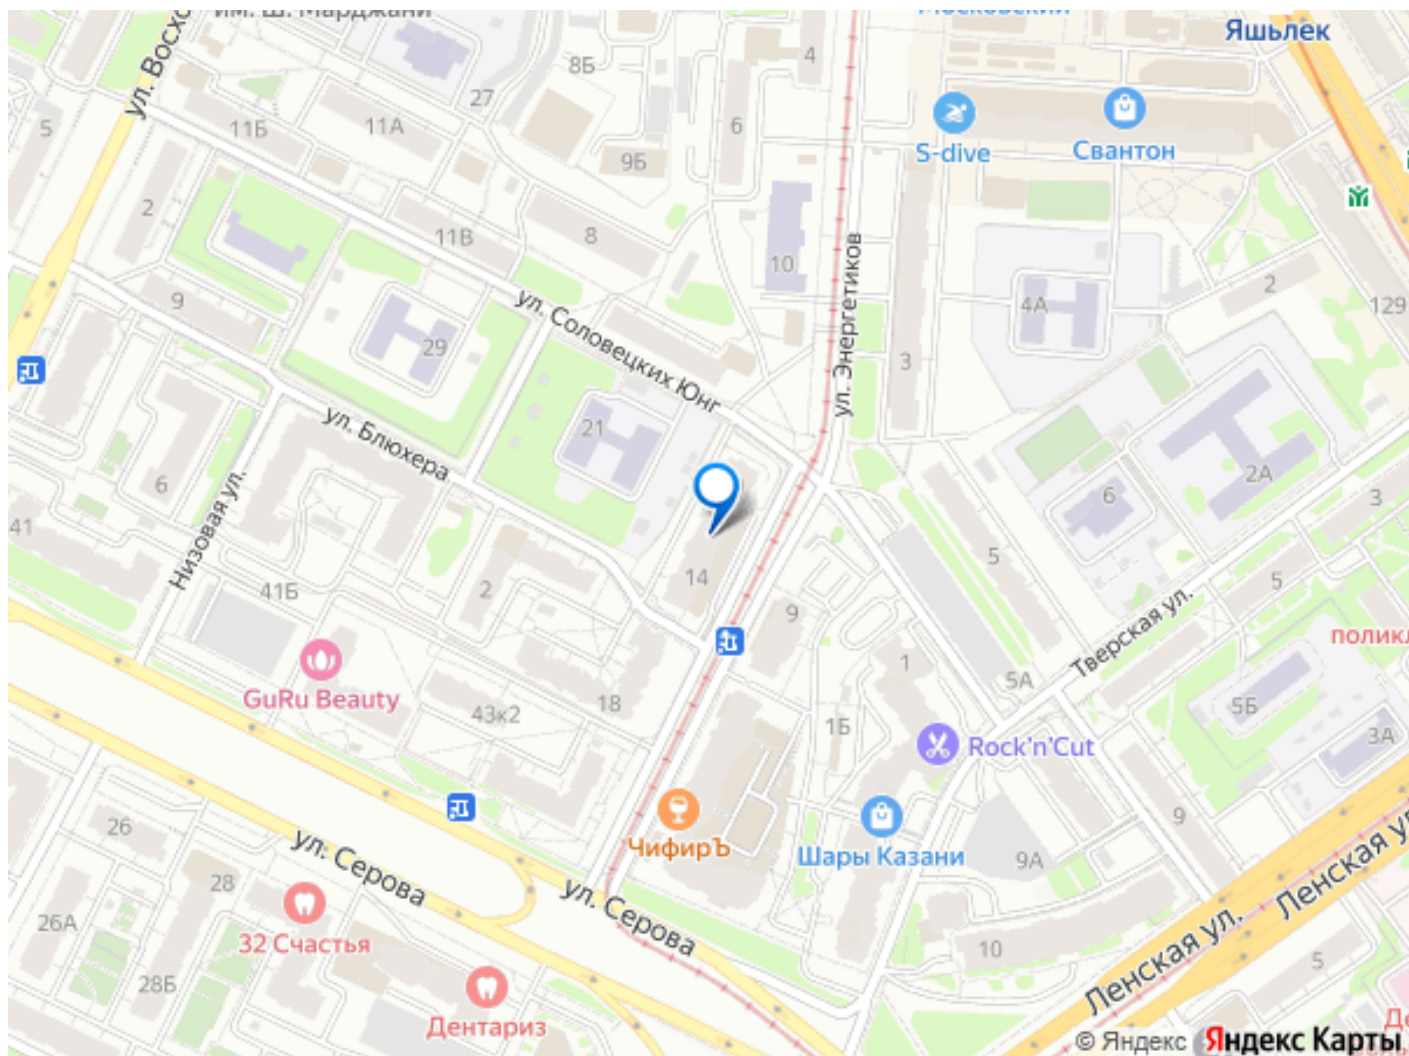 им. Ш. Марджани
Московский
Яшьлек
ул. Восхо
8Б
4
27
5
11Б
11А
6
S-dive
Свантон
9Б
2
11В
8
10
ул. Энергетиков
4А
2
129
9
ул. Соловецких Юнг
29
3
21
ул. Блюхера
6
2А
6
3
41
Низовая ул.
5
14
2
5
41Б
9
Тверская ул.
поликл
1
5А
GuRu Beauty
18
43к2
1Б
5Б
3А
Rock'n'Cut
26
ЧифирЪ
Шары Казани
9
9А
ул. Серова
28
ул. Серова
Ленская ул.
Ленская ул.
26А
32 Счастья
10
28Б
5
Дентариз
Де
© Яндекс Яндекс Карты